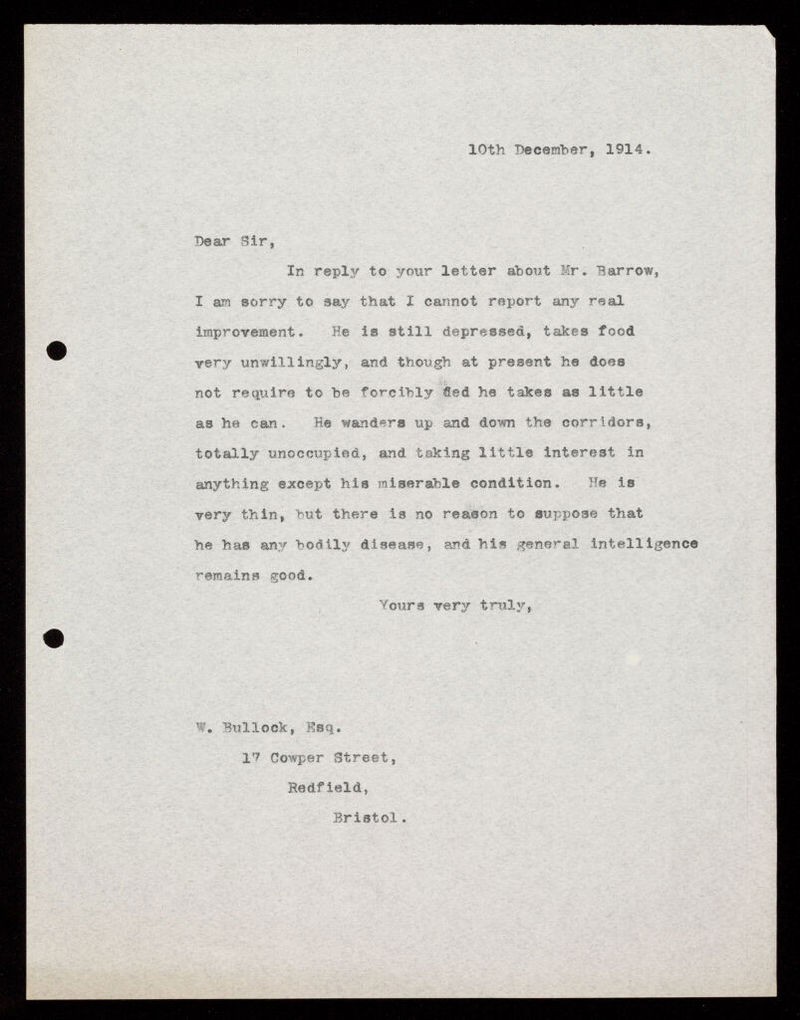 10th December, 1914.
Dear Sir,
In reply to your letter about Mr. Barrow,
I am sorry to say that I cannot report any real
improvement. He is still depressed, takes food
very unwillingly, and though at present he does
not require to be forcibly fed he takes as little
as he can. He wanders up and down the corridors,
totally unoccupied, and taking little interest in
anything except his miserable condition. He is
very thin, but there is no reason to suppose that
he has any bodily disease, and his general intelligence
remains good.
Yours very truly,
W. Bullock, Esq.
17 Cowper Street,
Redfield,
Bristol.